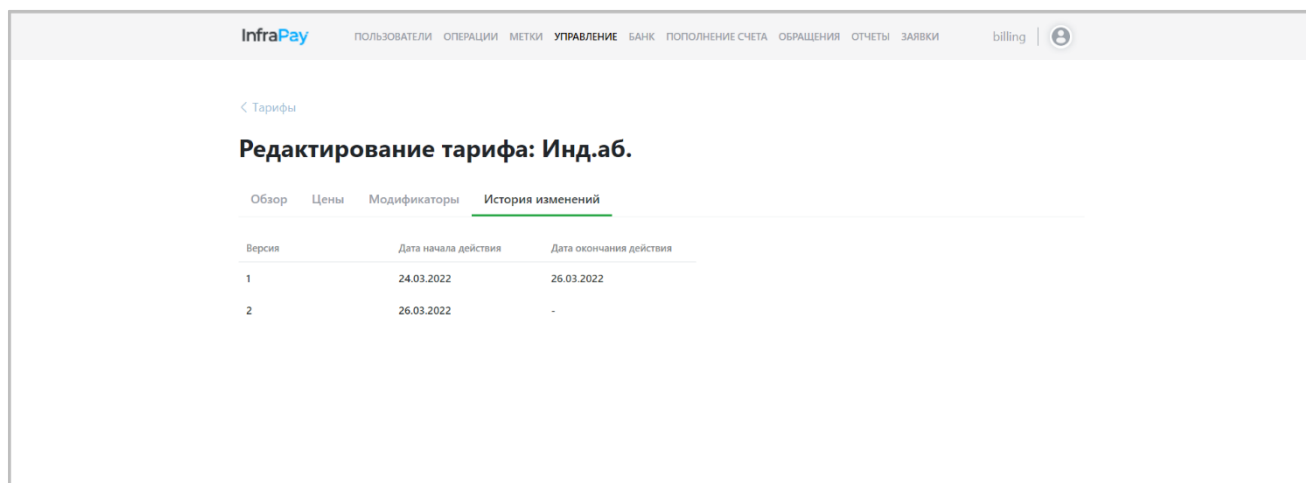 InfraPay ПОЛЬЗОВАТЕЛИ ОПЕРАЦИИ МЕТКИ УПРАВЛЕНИЕ БАНК ПОПОЛНЕНИЕ СЧЕТА ОБРАЩЕНИЯ ОТЧЕТЫ ЗАЯВКИ billing
< Тарифы
Редактирование тарифа: Инд.аб.
Обзор Цены Модификаторы История изменений
Версия Дата начала действия Дата окончания действия
1 24.03.2022 26.03.2022
2 26.03.2022 -